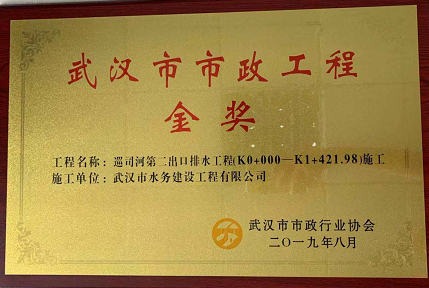 武汉市市政工程
金奖
工程名称：巡司河第二出口排水工程(K0+000—K1+421.98)施工
施工单位：武汉市水务建设工程有限公司
武汉市市政行业协会
二〇一九年八月